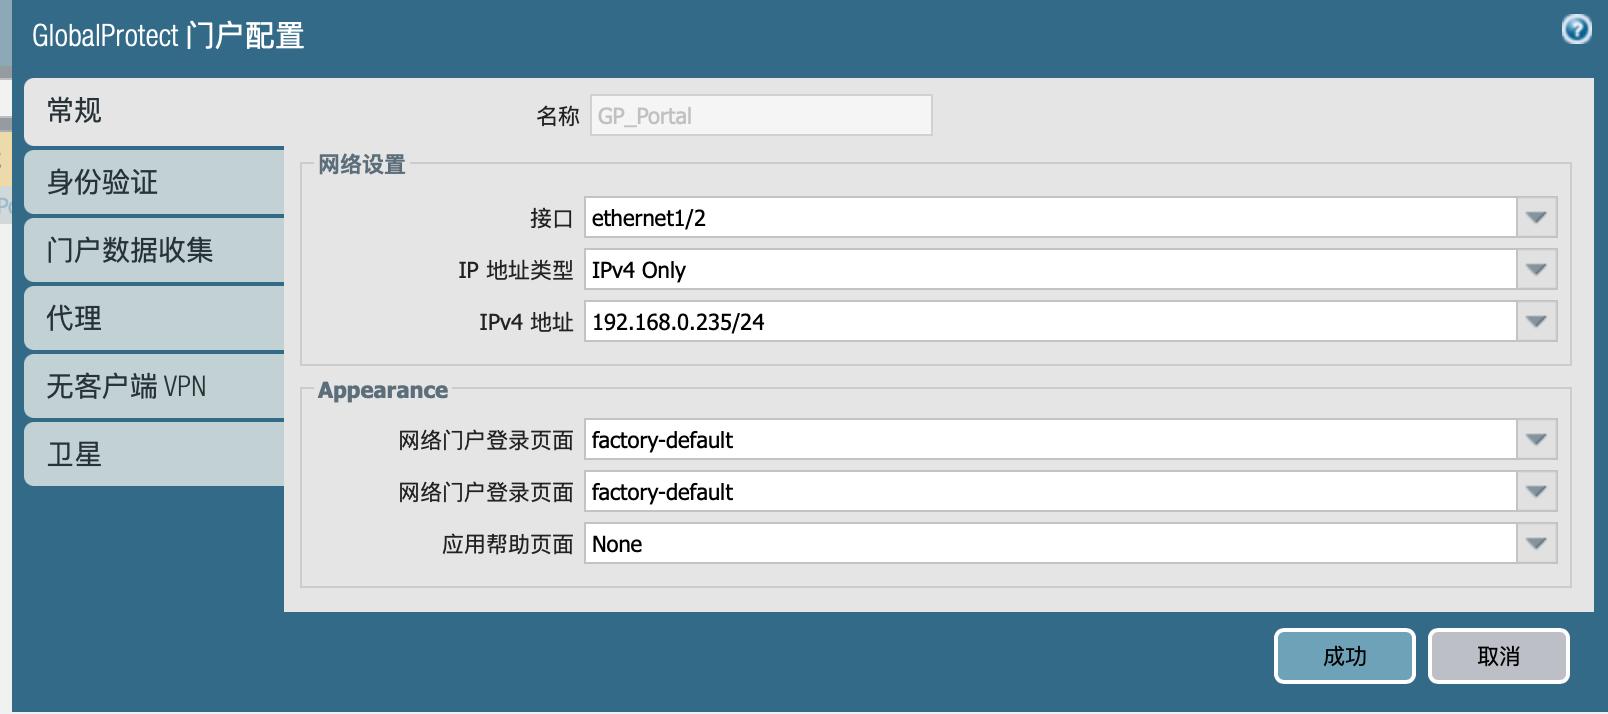 GlobalProtect 门户配置
常规
身份验证
门户数据收集
代理
无客户端 VPN
卫星
名称 GP_Portal
网络设置
接口 ethernet1/2
IP 地址类型 IPv4 Only
IPv4 地址 192.168.0.235/24
Appearance
网络门户登录页面 factory-default
网络门户登录页面 factory-default
应用帮助页面 None
成功 取消